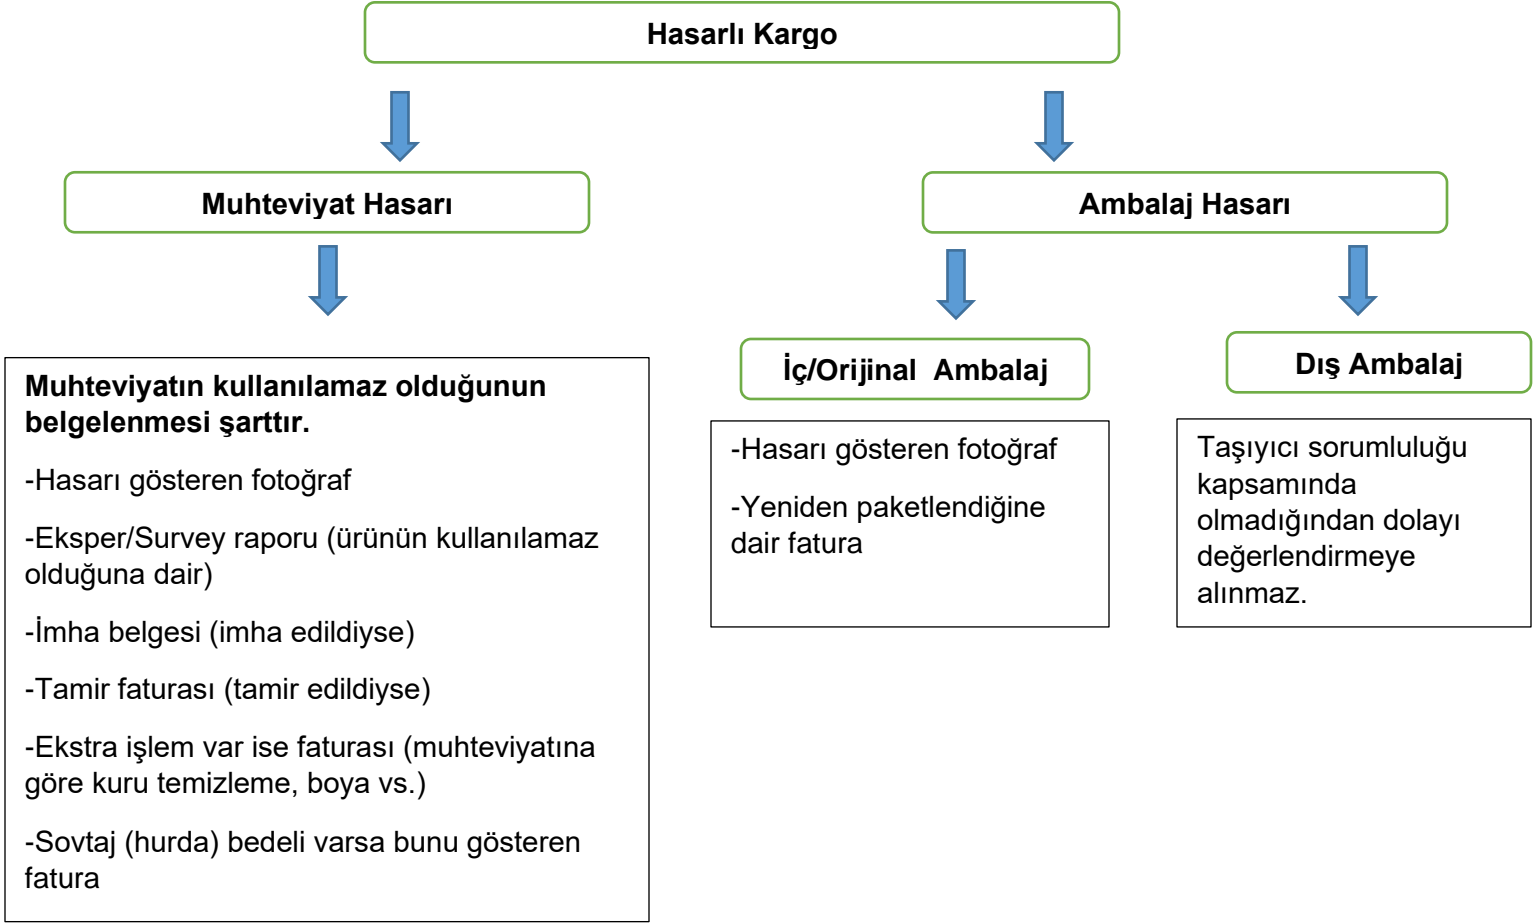 Hasarlı Kargo
Muhteviyat Hasarı
Ambalaj Hasarı
Muhteviyatın kullanılamaz olduğunun
belgelenmesi şarttır.
-Hasarı gösteren fotoğraf
-Eksper/Survey raporu (ürünün kullanılamaz
olduğuna dair)
-İmha belgesi (imha edildiyse)
-Tamir faturası (tamir edildiyse)
-Ekstra işlem var ise faturası (muhteviyatına
göre kuru temizleme, boya vs.)
-Sovtaj (hurda) bedeli varsa bunu gösteren
fatura
İç/Orijinal Ambalaj
-Hasarı gösteren fotoğraf
-Yeniden paketlendiğine
dair fatura
Dış Ambalaj
Taşıyıcı sorumluluğu
kapsamında
olmadığından dolayı
değerlendirmeye
alınmaz.